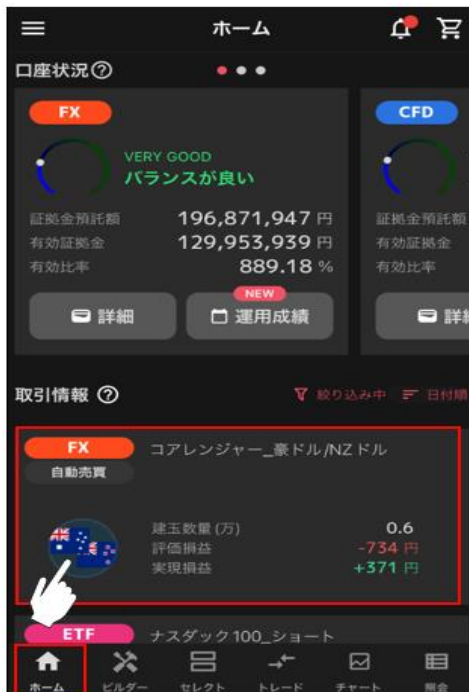 ホーム
口座状況?
FX
CFD
VERY GOOD
バランスが良い
証拠金預託額 196,871,947 円
有効証拠金 129,953,939 円
有効比率 889.18 %
証拠金預託額
有効証拠金
有効比率
NEW
詳細
運用成績
詳細
取引情報 ?
絞り込み中
日付順
FX
自動売買
コアレンジャー_豪ドル/NZドル
建玉数量(万) 0.6
評価損益 -734 円
実現損益 +371 円
ETF
ナスダック100_ショート
ホーム
ビルダー
セレクト
トレード
チャート
照会